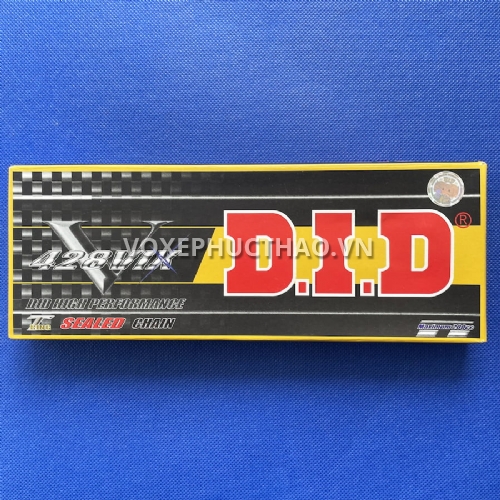 D.I.D®
V
428VIX
VOXEPHUCTHAO.VN
DID HIGH PERFORMANCE
SEALED CHAIN